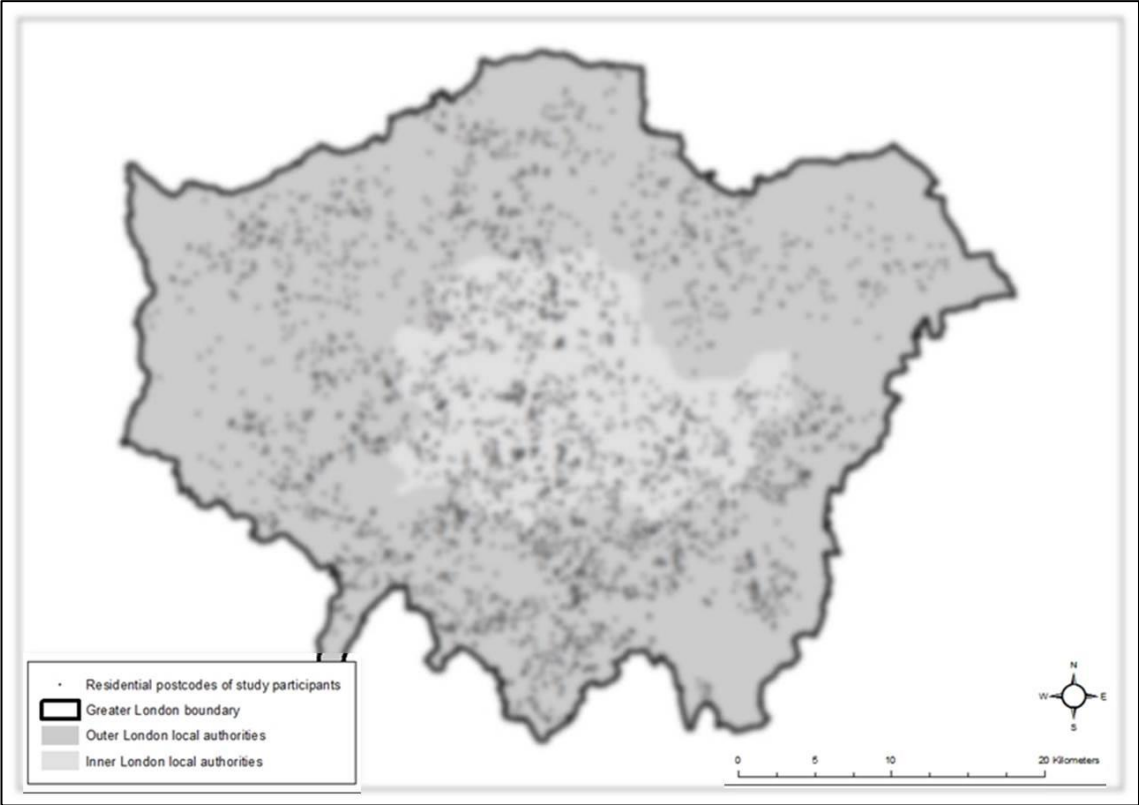 Residential postcodes of study participants
Greater London boundary
Outer London local authorities
Inner London local authorities
N
W E
S
0 5 10 20 Kilometers